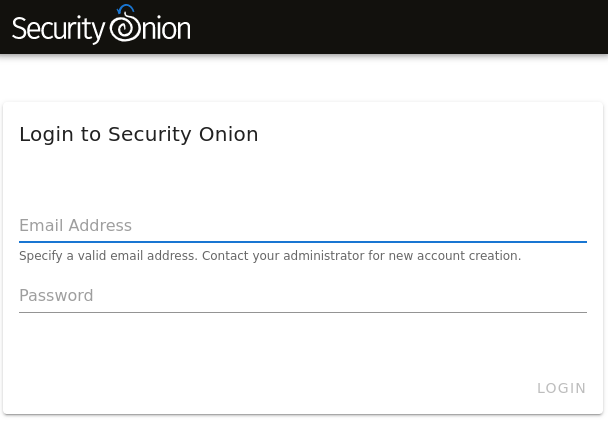 Security Onion
Login to Security Onion
Email Address
Specify a valid email address. Contact your administrator for new account creation.
Password
LOGIN